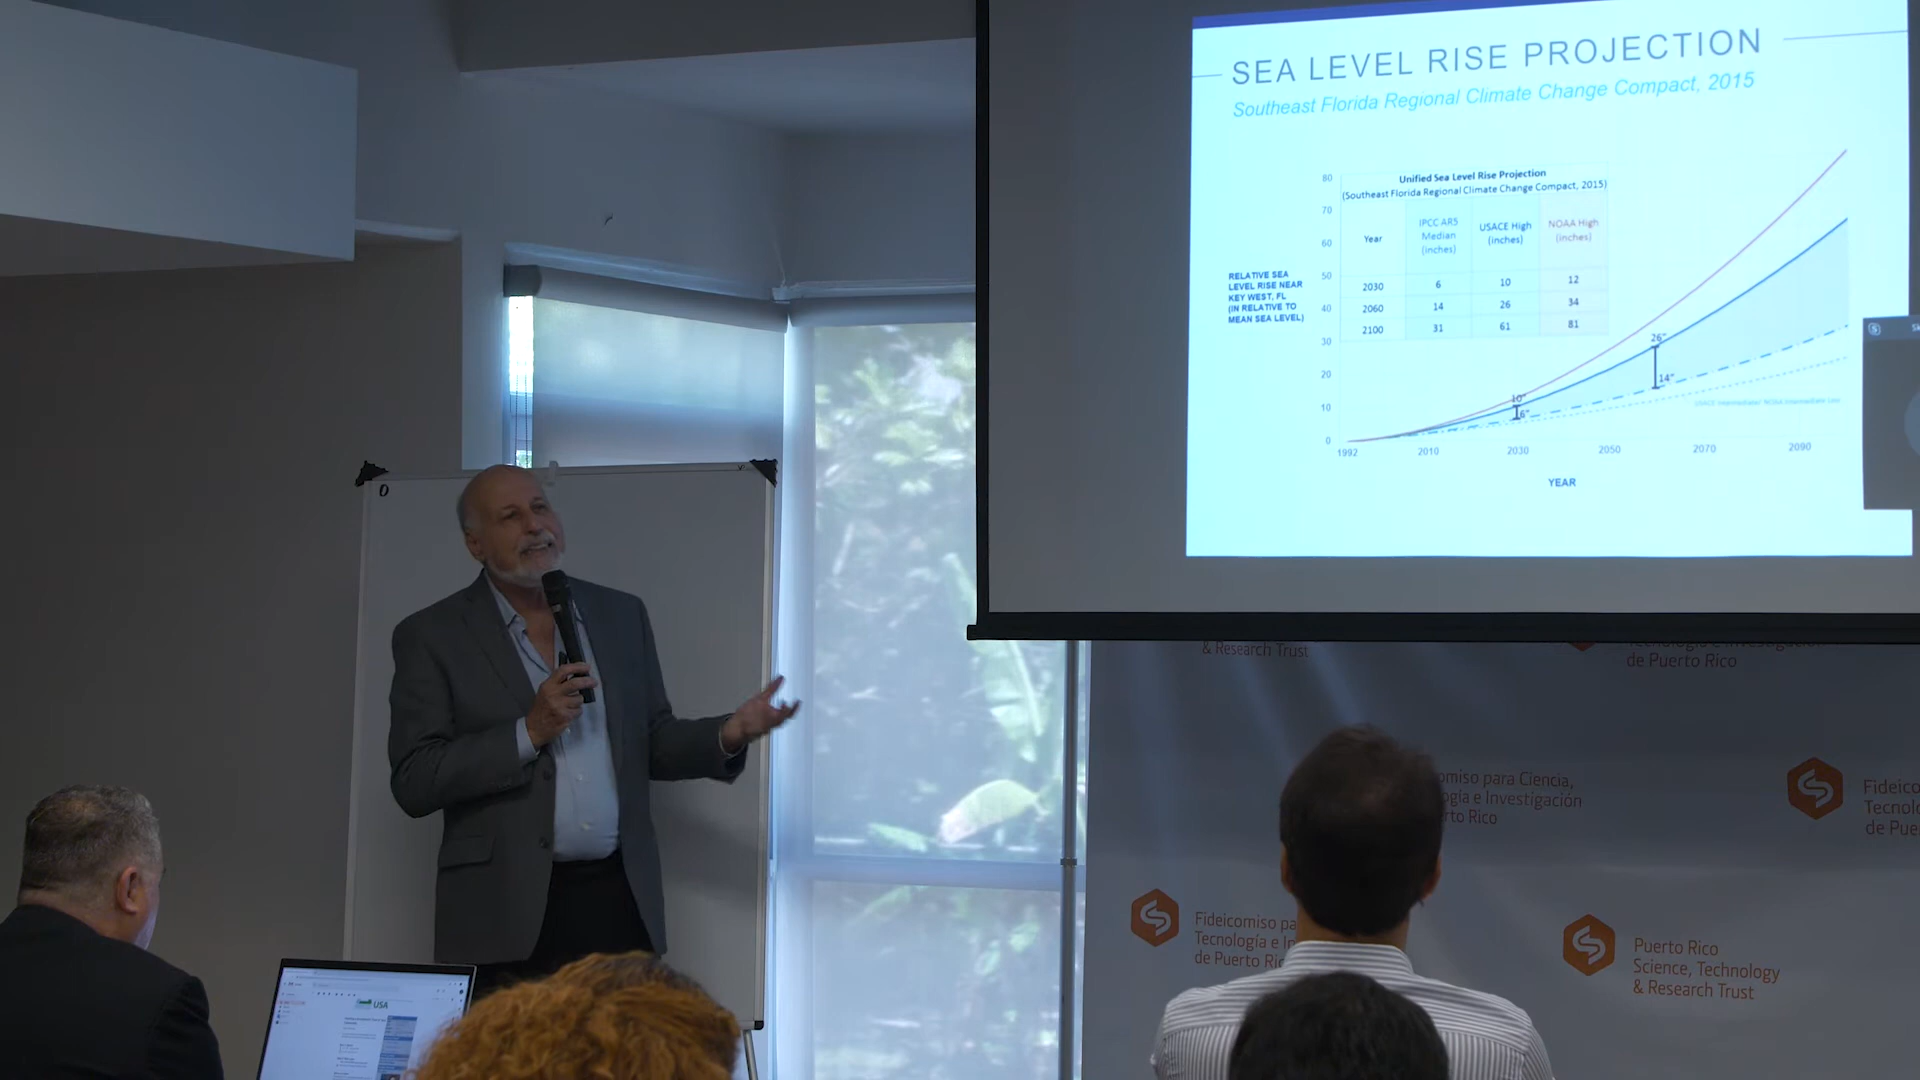 SEA LEVEL RISE PROJECTION
Southeast Florida Regional Climate Change Compact, 2015
Unified Sea Level Rise Projection
(Southeast Florida Regional Climate Change Compact, 2015)
Year
IPCC AR5
Median
(inches)
USACE High
(inches)
NOAA High
(inches)
2030 6 10 12
2060 14 26 34
2100 31 61 81
RELATIVE SEA
LEVEL RISE NEAR
KEY WEST, FL
(IN RELATIVE TO
MEAN SEA LEVEL)
80
70
60
50
40
30
20
10
0
26"
14"
10"
6"
1992 2010 2030 2050 2070 2090
YEAR
O
USA
& Research Trust
de Puerto Rico
omiso para Ciencia,
ogía e Investigación
rto Rico
Fideico
Tecnol
de Pue
Fideicomiso pa
Tecnología e In
de Puerto Ric
Puerto Rico
Science, Technology
& Research Trust